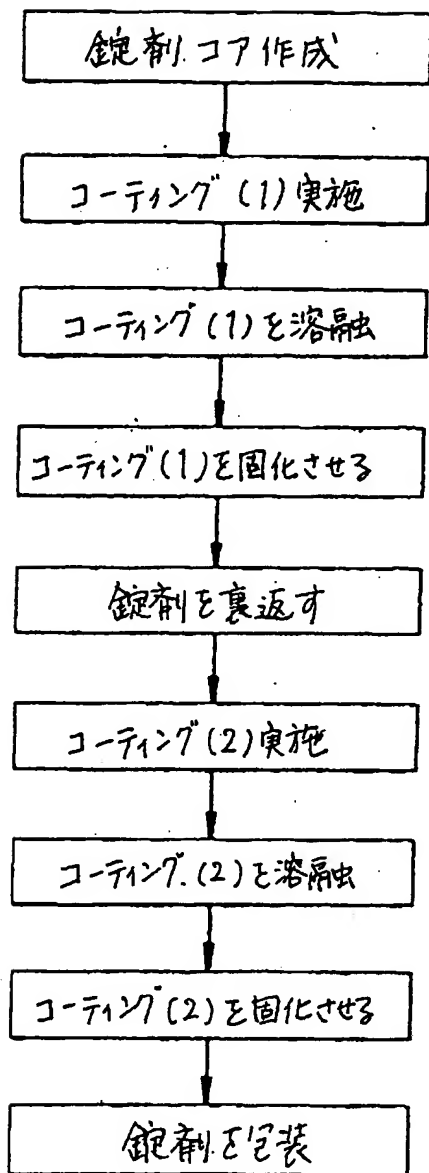 錠剤コア作成
コーティング(1)実施
コーティング(1)を溶融
コーティング(1)を固化させる
錠剤を裏返す
コーティング(2)実施
コーティング(2)を溶融
コーティング(2)を固化させる
錠剤を包装